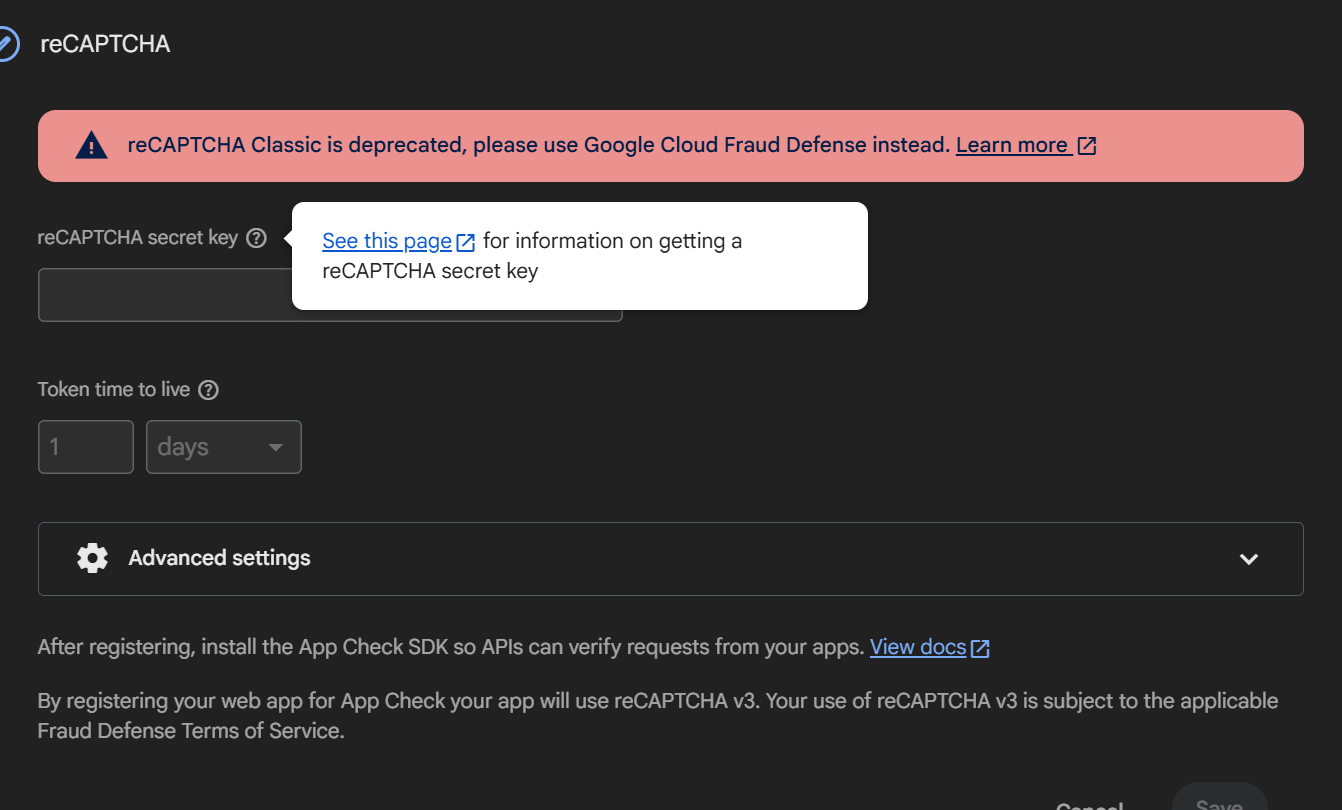 reCAPTCHA
reCAPTCHA Classic is deprecated, please use Google Cloud Fraud Defense instead. Learn more
reCAPTCHA secret key
See this page for information on getting a
reCAPTCHA secret key
Token time to live
1 days
Advanced settings
After registering, install the App Check SDK so APIs can verify requests from your apps. View docs
By registering your web app for App Check your app will use reCAPTCHA v3. Your use of reCAPTCHA v3 is subject to the applicable
Fraud Defense Terms of Service.
Cancel Save